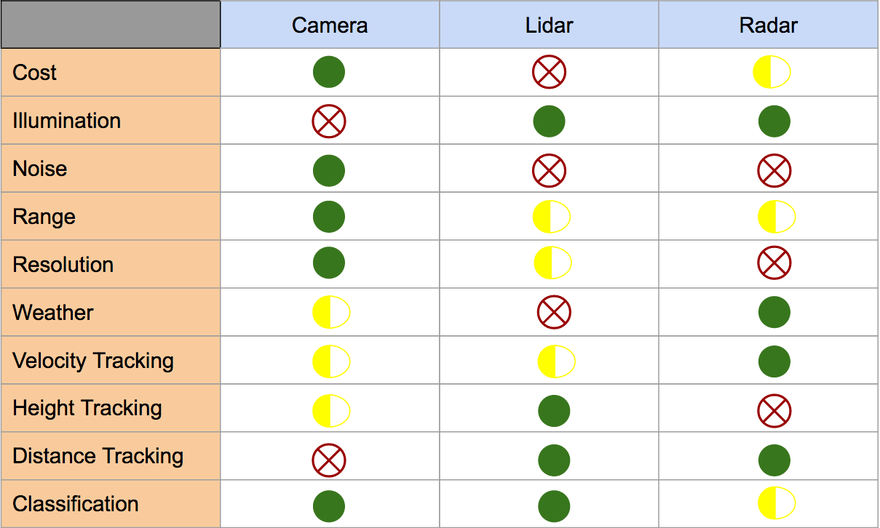 Camera Lidar Radar
Cost
Illumination
Noise
Range
Resolution
Weather
Velocity Tracking
Height Tracking
Distance Tracking
Classification